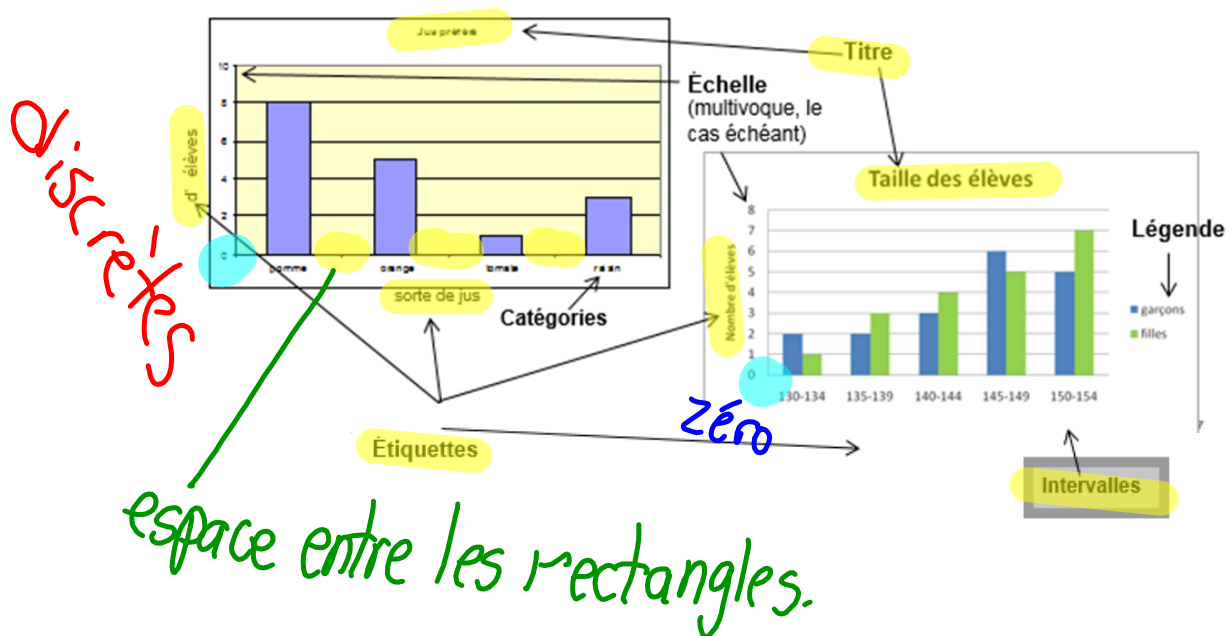 Jus préféré
Titre
10
8
6
4
2
0
d' élèves
pomme
orange
tomate
raisin
sorte de jus
Catégories
Échelle
(multivoque, le
cas échéant)
discrètes
Taille des élèves
8
7
6
5
4
3
2
1
0
Nombre d'élèves
130-134
135-139
140-144
145-149
150-154
Légende
garçons
filles
zéro
Étiquettes
Intervalles
espace entre les rectangles.